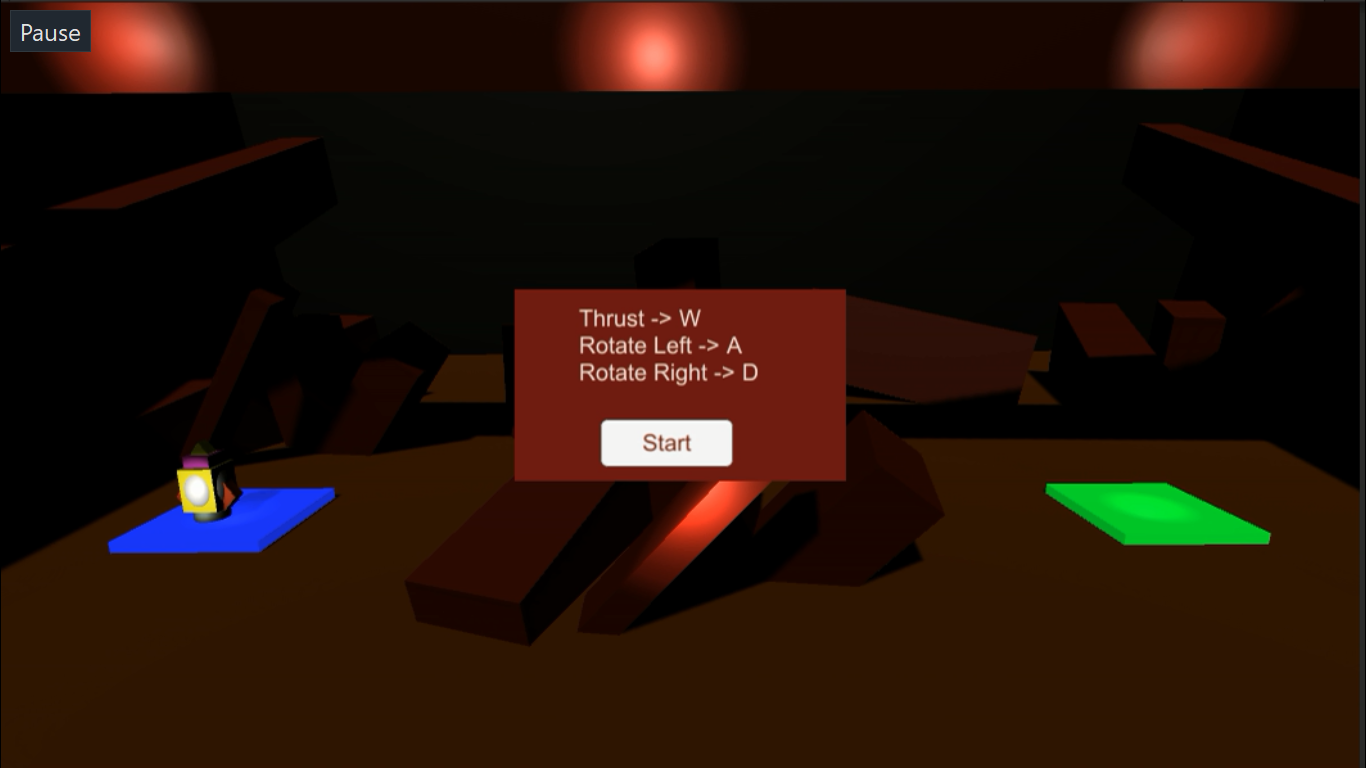 Pause
Thrust -> W
Rotate Left -> A
Rotate Right -> D
Start